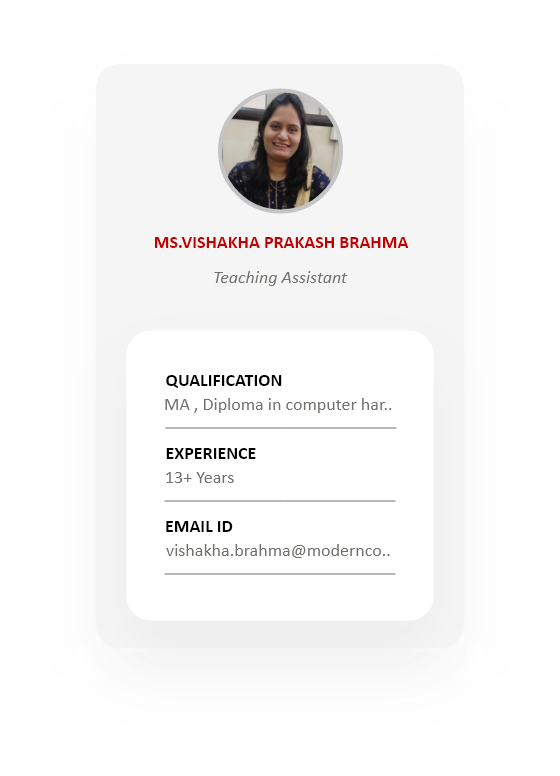 MS.VISHAKHA PRAKASH BRAHMA
Teaching Assistant
QUALIFICATION
MA , Diploma in computer har..
EXPERIENCE
13+ Years
EMAIL ID
vishakha.brahma@modernco..